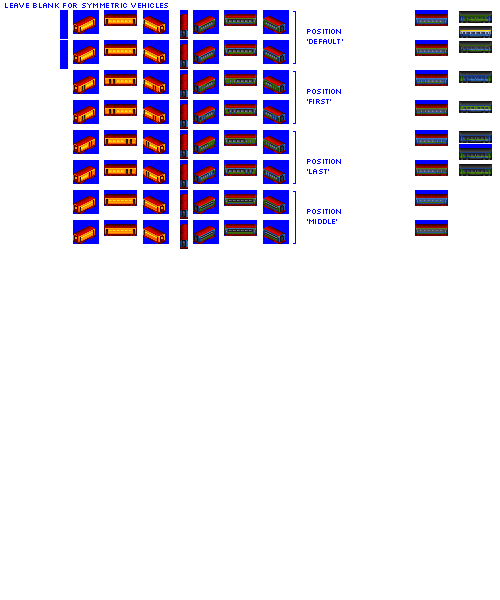 LEAVE BLANK FOR SYMMETRIC VEHICLES
POSITION
'DEFAULT'
POSITION
'FIRST'
POSITION
'LAST'
POSITION
'MIDDLE'